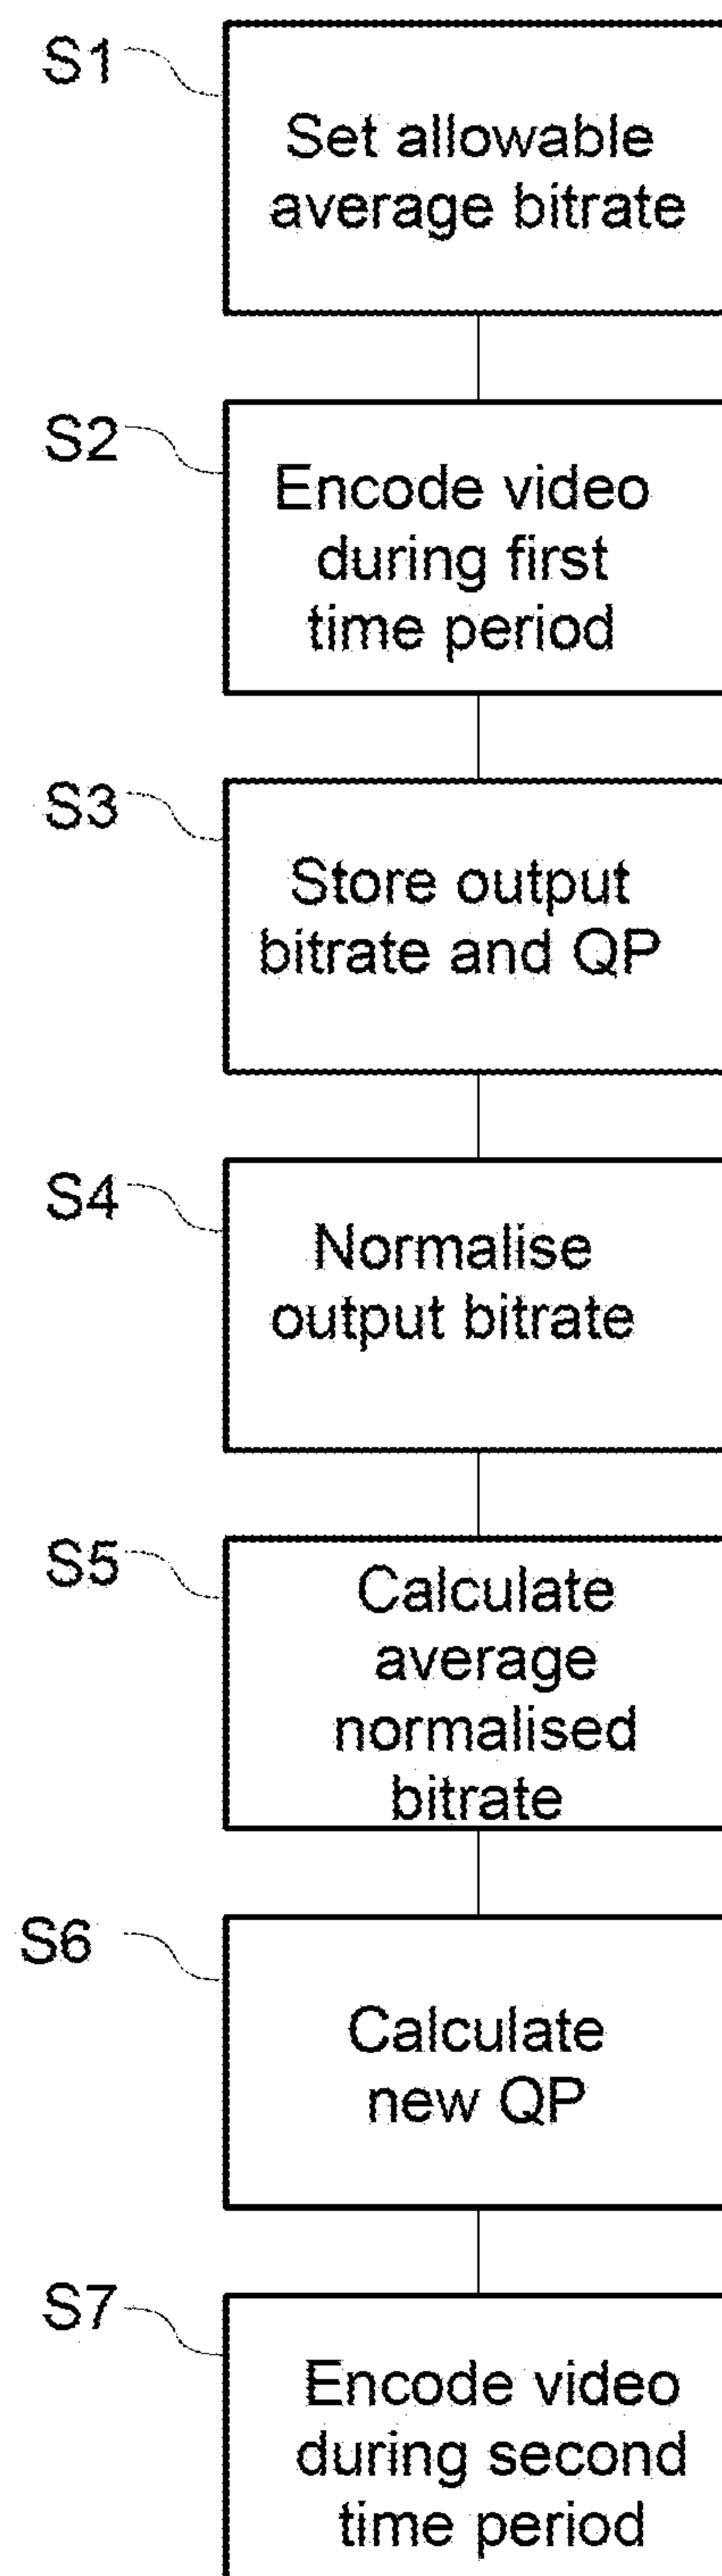 S1
Set allowable
average bitrate
S2
Encode video
during first
time period
S3
Store output
bitrate and QP
S4
Normalise
output bitrate
S5
Calculate
average
normalised
bitrate
S6
Calculate
new QP
S7
Encode video
during second
time period